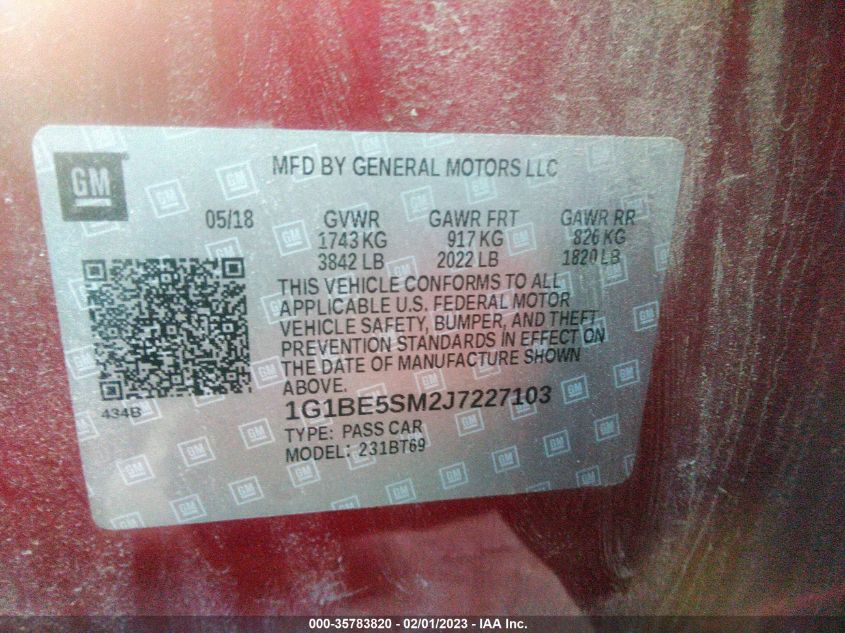 GM
MFD BY GENERAL MOTORS LLC
05/18 GVWR GAWR FRT GAWR RR
1743 KG 917 KG 826 KG
3842 LB 2022 LB 1820 LB
THIS VEHICLE CONFORMS TO ALL
APPLICABLE U.S. FEDERAL MOTOR
VEHICLE SAFETY, BUMPER, AND THEFT
PREVENTION STANDARDS IN EFFECT ON
THE DATE OF MANUFACTURE SHOWN
ABOVE.
434B
1G1BE5SM2J7227103
TYPE: PASS CAR
MODEL: 231BT69
000-35783820 - 02/01/2023 - IAA Inc.